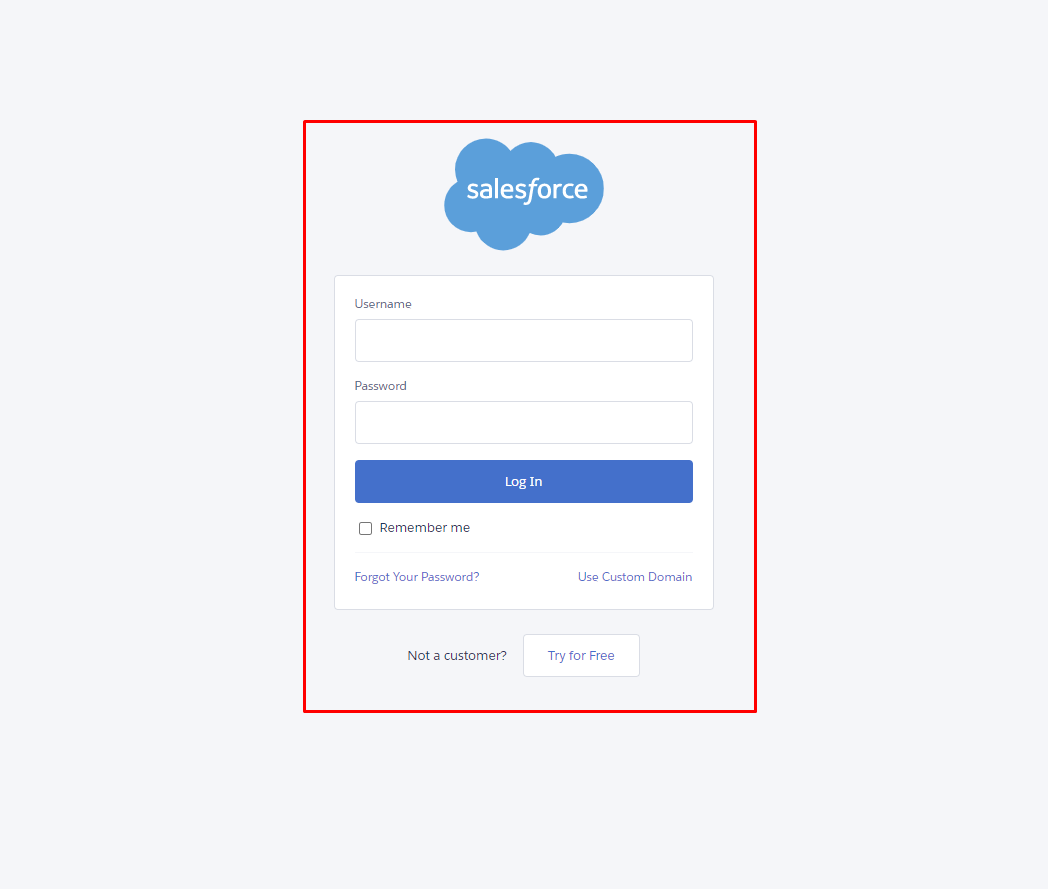 salesforce
Username
Password
Log In
Remember me
Forgot Your Password? Use Custom Domain
Not a customer? Try for Free